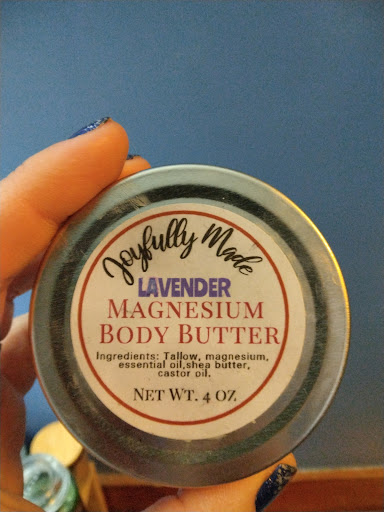 Joyfully Made
LAVENDER
MAGNESIUM
BODY BUTTER
Ingredients: Tallow, magnesium,
essential oil,shea butter,
castor oil.
NET WT. 4 OZ